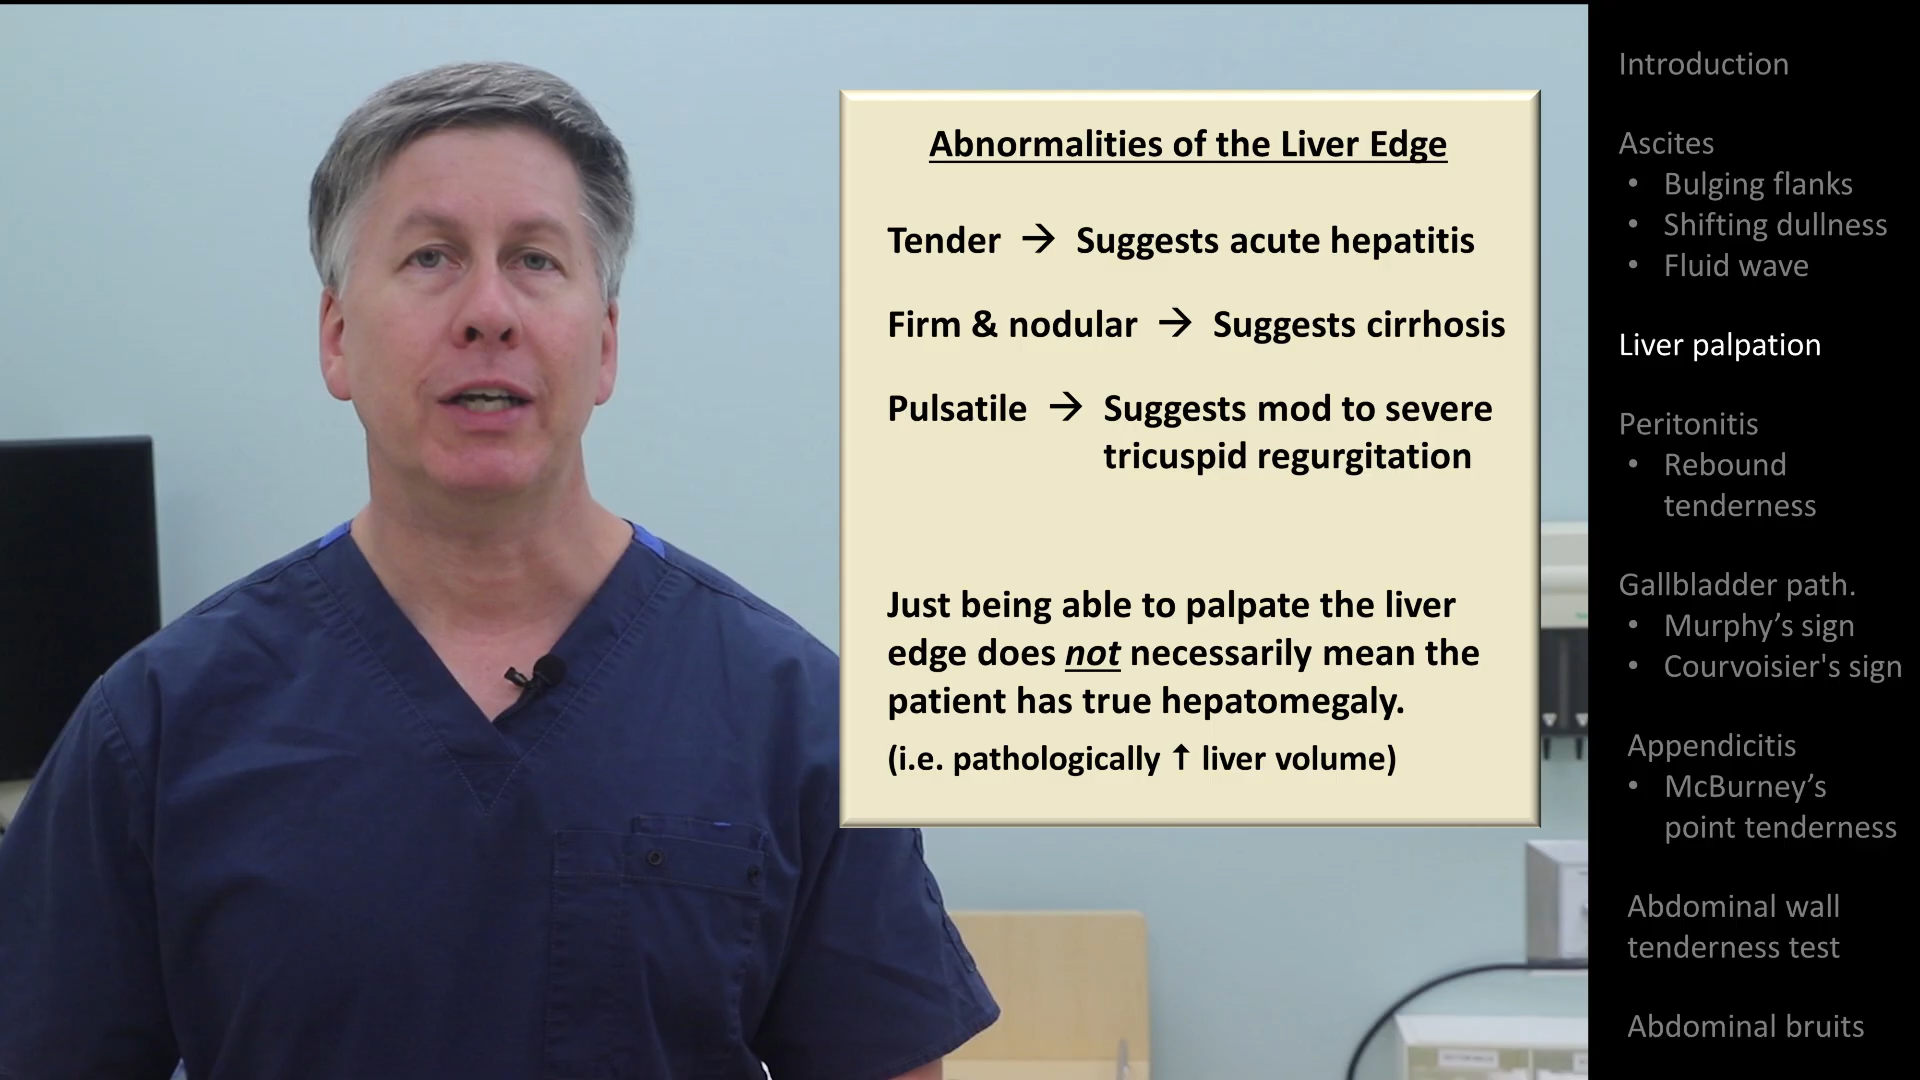 Abnormalities of the Liver Edge
Tender → Suggests acute hepatitis
Firm & nodular → Suggests cirrhosis
Pulsatile → Suggests mod to severe
tricuspid regurgitation
Just being able to palpate the liver
edge does not necessarily mean the
patient has true hepatomegaly.
(i.e. pathologically ↑ liver volume)
Introduction
Ascites
• Bulging flanks
• Shifting dullness
• Fluid wave
Liver palpation
Peritonitis
• Rebound
tenderness
Gallbladder path.
• Murphy’s sign
• Courvoisier's sign
Appendicitis
• McBurney’s
point tenderness
Abdominal wall
tenderness test
Abdominal bruits